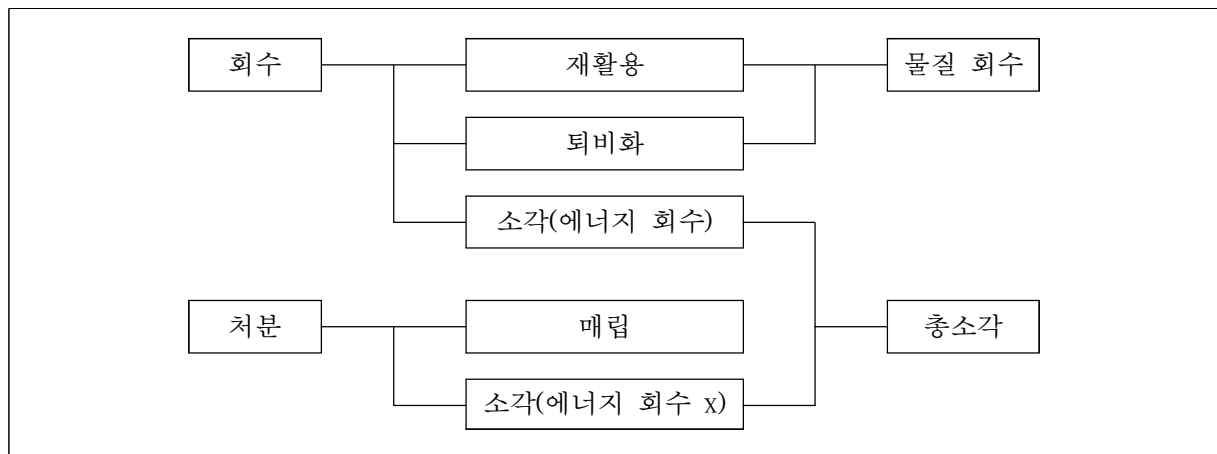 회수 재활용 물질 회수
퇴비화
소각(에너지 회수)
처분 매립 총소각
소각(에너지 회수 x)